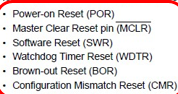 • Power-on Reset (POR)
• Master Clear Reset pin (MCLR)
• Software Reset (SWR)
• Watchdog Timer Reset (WDTR)
• Brown-out Reset (BOR)
• Configuration Mismatch Reset (CMR)